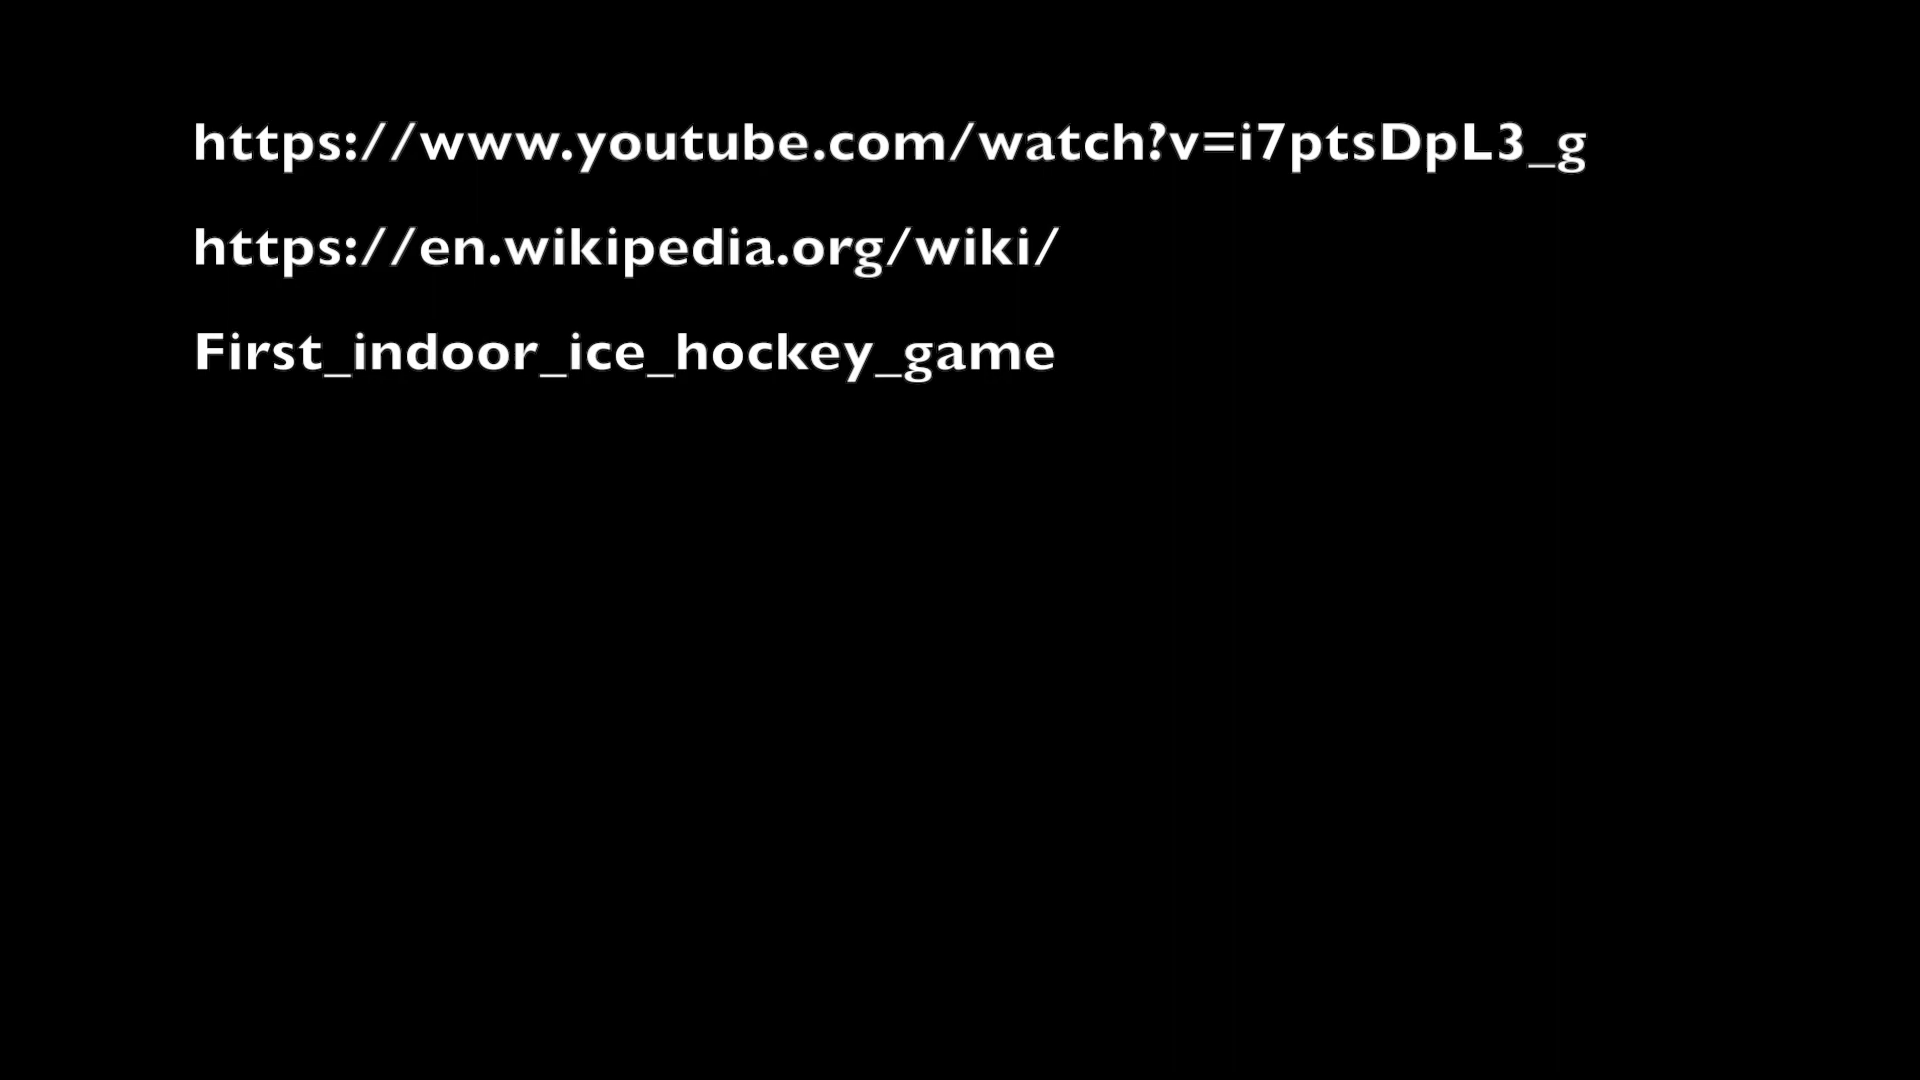 https://www.youtube.com/watch?v=i7ptsDpL3_g
https://en.wikipedia.org/wiki/
First_indoor_ice_hockey_game